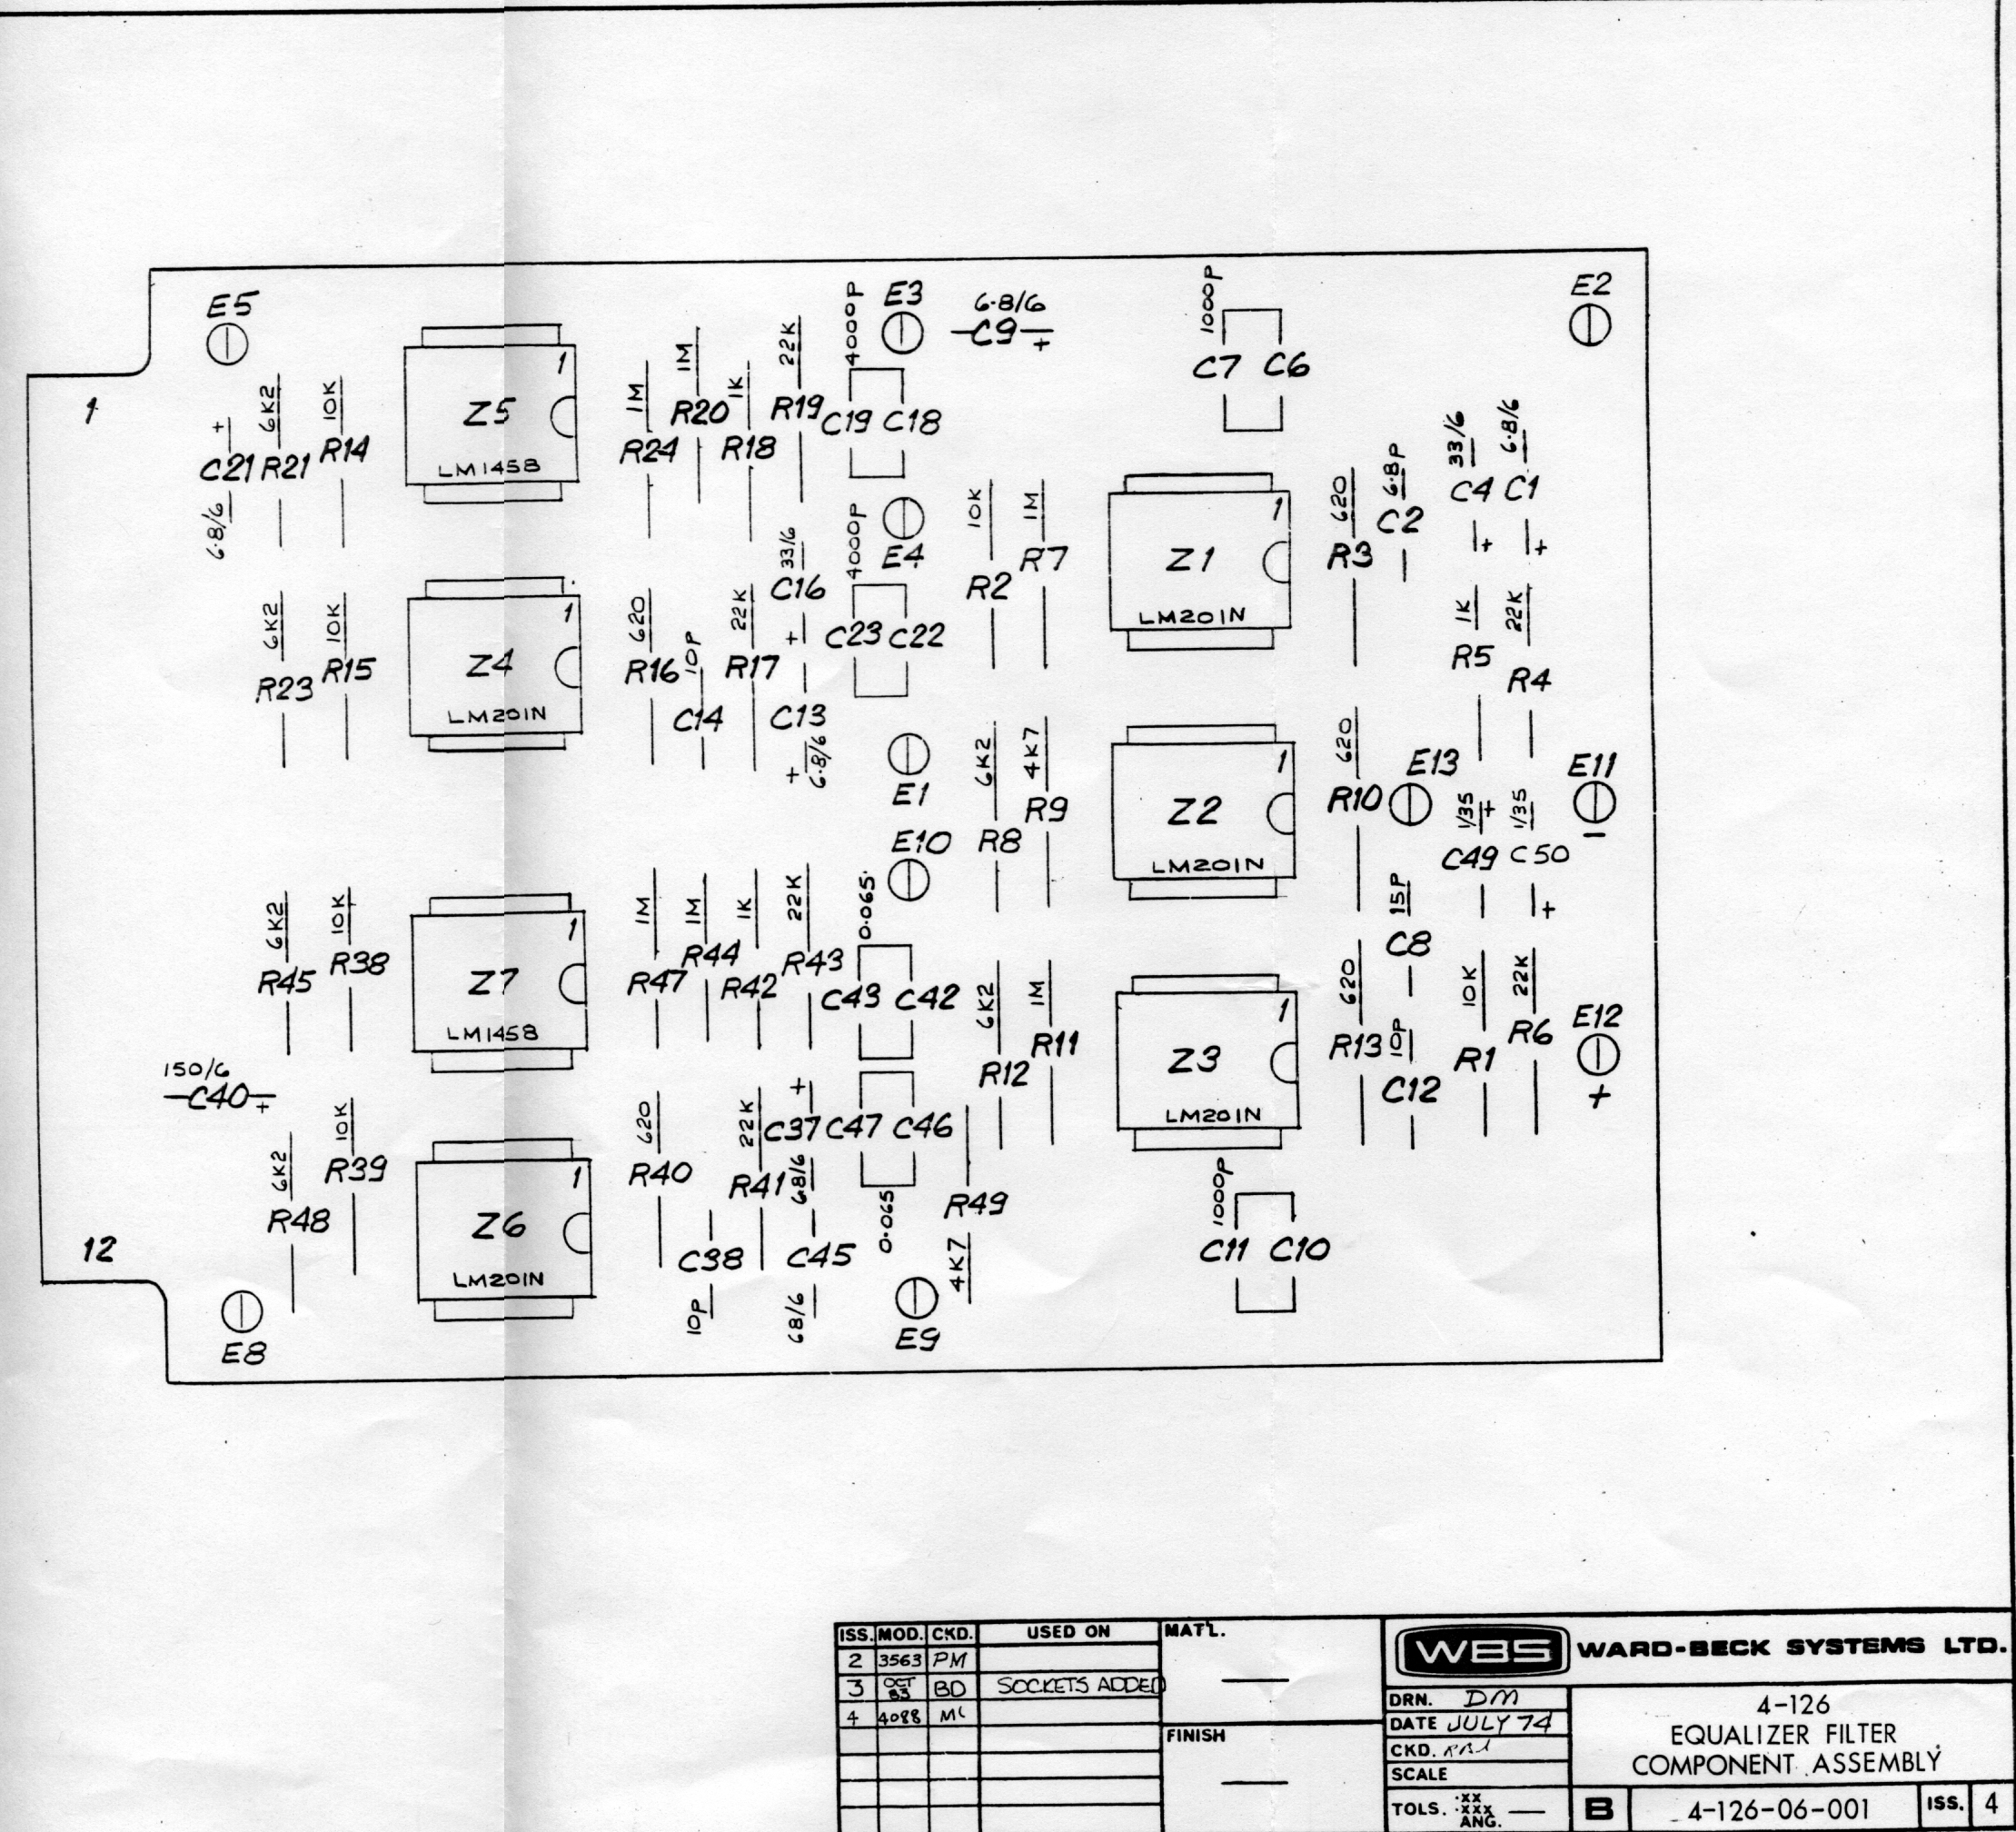 E5
E3
6·8/6
C9
+
4000P
1000P
E2
C7 C6
1
+
6K2
10K
1
Z5
LM1458
1M
1M
1K
22K
R20
R19
C19 C18
C21
R21
R14
R24
R18
6·8/6
33/6
6·8/6
620
6·8P
C4
C1
C2
+
+
10K
1M
1
Z1
LM201N
R3
4000P
E4
33/6
C16
+
R2
R7
6K2
10K
1
Z4
LM201N
620
10P
22K
C23 C22
R23
R15
R16
R17
C14
C13
+
6·8/6
1K
22K
R5
R4
E1
6K2
4K7
R8
R9
1
Z2
LM201N
620
R10
E13
E11
–
1/35
+
1/35
C49
C50
+
E10
6K2
10K
1
Z7
LM1458
1M
1M
1K
22K
0·065
R45
R38
R47
R44
R42
R43
C43 C42
15P
C8
6K2
1M
R12
R11
1
Z3
LM201N
620
R13
10P
C12
10K
22K
R1
R6
E12
+
150/6
C40
+
6K2
10K
R48
R39
1
Z6
LM201N
620
R40
22K
R41
+
C37
C47 C46
68/6
C38
10P
C45
68/6
0·065
R49
4K7
1000P
C11 C10
12
E8
E9
ISS. MOD. CKD. USED ON
2 3563 PM
3 OCT 83 BD SOCKETS ADDED
4 4088
MAT'L.
FINISH
WBS WARD-BECK SYSTEMS LTD.
DRN. DM
DATE JULY 74
CKD.
SCALE
TOLS. .XX
.XXX
ANG.
4-126
EQUALIZER FILTER
COMPONENT ASSEMBLY
B 4-126-06-001 ISS. 4